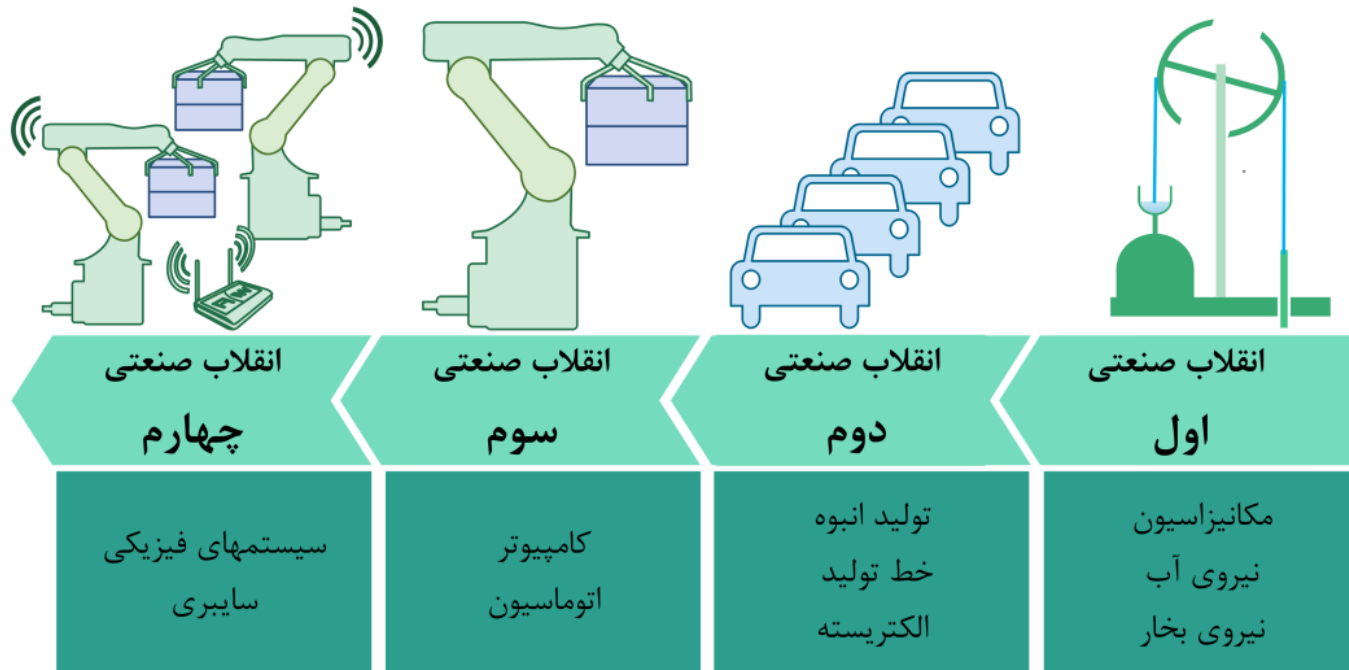 انقلاب صنعتی
اول
مکانیزاسیون
نیروی آب
نیروی بخار
انقلاب صنعتی
دوم
تولید انبوه
خط تولید
الکتریسته
انقلاب صنعتی
سوم
کامپیوتر
اتوماسیون
انقلاب صنعتی
چهارم
سیستمهای فیزیکی
سایبری